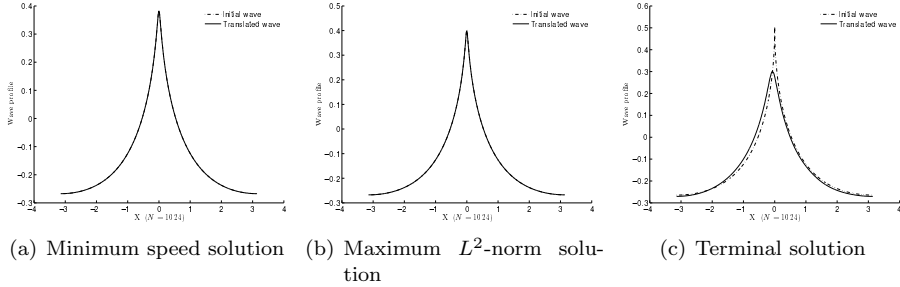 0.4
0.3
0.2
0.1
0
−0.1
−0.2
−0.3
Wave profile
−4 −3 −2 −1 0 1 2 3 4
X (N = 1024)
Initial wave
Translated wave
0.5
0.4
0.3
0.2
0.1
0
−0.1
−0.2
−0.3
Wave profile
−4 −3 −2 −1 0 1 2 3 4
X (N = 1024)
Initial wave
Translated wave
0.6
0.5
0.4
0.3
0.2
0.1
0
−0.1
−0.2
−0.3
Wave profile
−4 −3 −2 −1 0 1 2 3 4
X (N = 1024)
Initial wave
Translated wave
(a) Minimum speed solution
(b) Maximum L²-norm solu-
tion
(c) Terminal solution